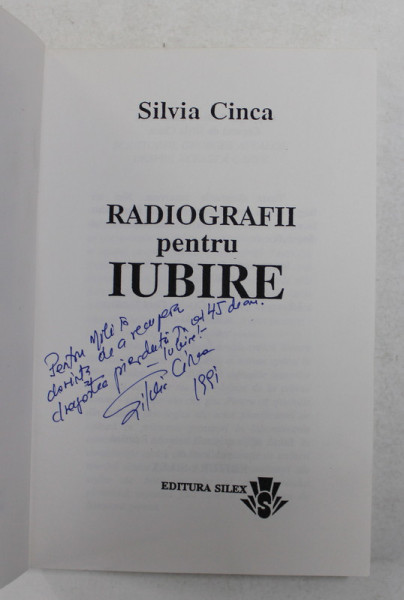 Silvia Cinca
RADIOGRAFII
pentru
IUBIRE
Pentru
dorința de a recupera
dragostea pierdută în cei 45 de ani.
– Iubire! –
Silvia Cinca
1991
EDITURA SILEX
S